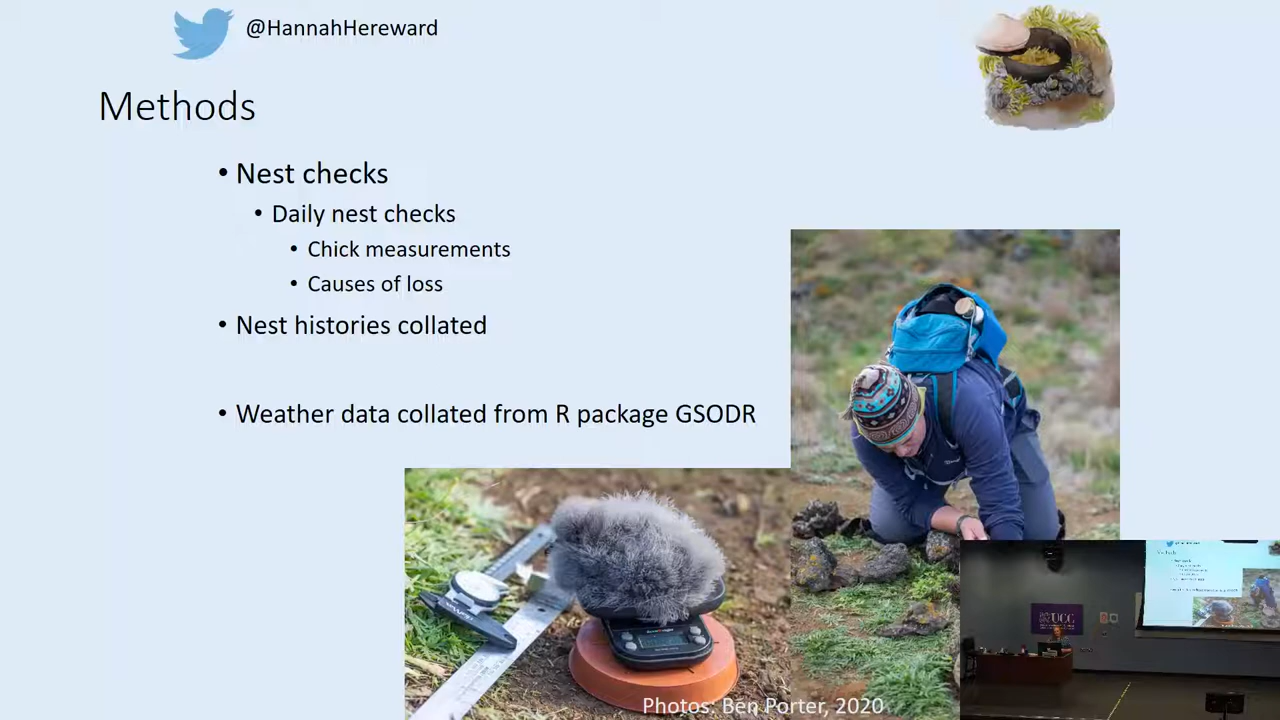 @HannahHereward
Methods
• Nest checks
• Daily nest checks
• Chick measurements
• Causes of loss
• Nest histories collated
• Weather data collated from R package GSODR
Photos: Ben Porter, 2020
UCC